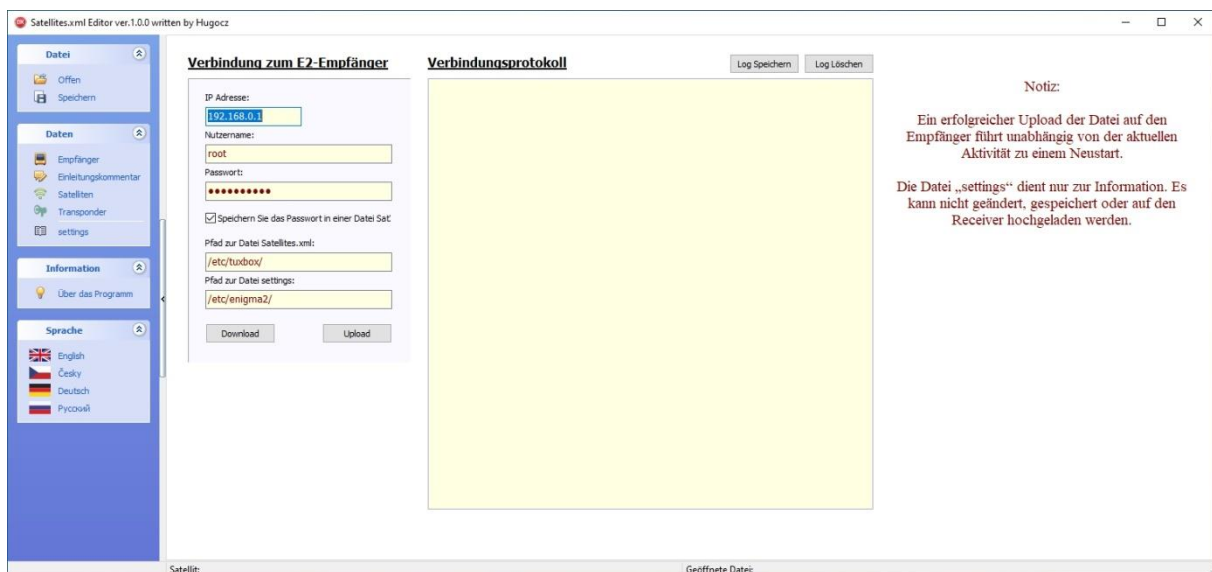 Satellites.xml Editor ver.1.0.0 written by Hugocz
Datei
Offen
Speichern
Daten
Empfänger
Einleitungskommentar
Sateliten
Transponder
settings
Information
Über das Programm
Sprache
English
Česky
Deutsch
Русский
Verbindung zum E2-Empfänger
IP Adresse:
192.168.0.1
Nutzername:
root
Passwort:
Speichern Sie das Passwort in einer Datei Sat
Pfad zur Datei Satellites.xml:
/etc/tuxbox/
Pfad zur Datei settings:
/etc/enigma2/
Download
Upload
Verbindungsprotokoll
Log Speichern
Log Löschen
Notiz:
Ein erfolgreicher Upload der Datei auf den
Empfänger führt unabhängig von der aktuellen
Aktivität zu einem Neustart.
Die Datei „settings“ dient nur zur Information. Es
kann nicht geändert, gespeichert oder auf den
Receiver hochgeladen werden.
Satellit:
Geöffnete Datei: